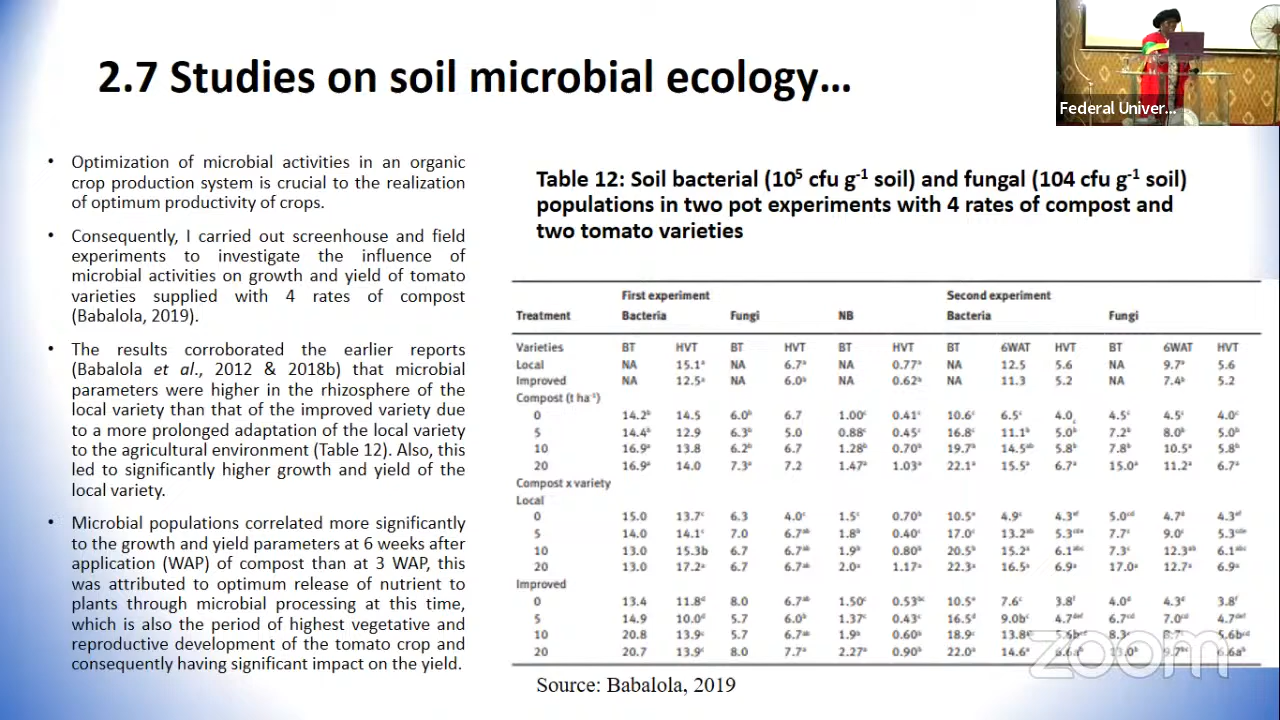 2.7 Studies on soil microbial ecology…
Federal Univer...
• Optimization of microbial activities in an organic
crop production system is crucial to the realization
of optimum productivity of crops.
• Consequently, I carried out screenhouse and field
experiments to investigate the influence of
microbial activities on growth and yield of tomato
varieties supplied with 4 rates of compost
(Babalola, 2019).
• The results corroborated the earlier reports
(Babalola et al., 2012 & 2018b) that microbial
parameters were higher in the rhizosphere of the
local variety than that of the improved variety due
to a more prolonged adaptation of the local variety
to the agricultural environment (Table 12). Also, this
led to significantly higher growth and yield of the
local variety.
• Microbial populations correlated more significantly
to the growth and yield parameters at 6 weeks after
application (WAP) of compost than at 3 WAP, this
was attributed to optimum release of nutrient to
plants through microbial processing at this time,
which is also the period of highest vegetative and
reproductive development of the tomato crop and
consequently having significant impact on the yield.
Table 12: Soil bacterial (10⁵ cfu g⁻¹ soil) and fungal (104 cfu g⁻¹ soil)
populations in two pot experiments with 4 rates of compost and
two tomato varieties
First experiment Second experiment
Treatment Bacteria Fungi NB Bacteria Fungi
Varieties BT HVT BT HVT BT HVT BT 6WAT HVT BT 6WAT HVT
Local NA 15.1ᵃ NA 6.7ᵃ NA 0.77ᵃ NA 12.5 5.6 NA 9.7ᵃ 5.6
Improved NA 12.5ᵃ NA 6.0ᵇ NA 0.62ᵇ NA 11.3 5.2 NA 7.4ᵇ 5.2
Compost (t ha⁻¹)
0 14.2ᵇ 14.5 6.0ᵇ 6.7 1.00ᶜ 0.41ᶜ 10.6ᶜ 6.5ᶜ 4.0 4.5ᶜ 4.5ᶜ 4.0ᶜ
5 14.4ᵇ 12.9 6.3ᵇ 5.0 0.88ᶜ 0.45ᶜ 16.8ᶜ 11.1ᵇ 5.0ᵇ 7.2ᵇ 8.0ᵇ 5.0ᵇ
10 16.9ᵃ 13.8 6.2ᵇ 6.7 1.28ᵇ 0.70ᵇ 19.7ᵇ 14.5ᵃᵇ 5.8ᵇ 7.8ᵇ 10.5ᵃ 5.8ᵇ
20 16.9ᵃ 14.0 7.3ᵃ 7.2 1.47ᵃ 1.03ᵃ 22.1ᵃ 15.5ᵃ 6.7ᵃ 15.0ᵃ 11.2ᵃ 6.7ᵃ
Compost x variety
Local
0 15.0 13.7ᶜ 6.3 4.0ᶜ 1.5ᶜ 0.70ᵇ 10.5ᵃ 4.9ᶜ 4.3ᵉᶠ 5.0ᶜᵈ 4.7ᵈ 4.3ᵉᶠ
5 14.0 14.1ᶜ 7.0 6.7ᵃᵇ 1.8ᵇ 0.40ᶜ 17.0ᶜ 13.2ᵃᵇ 5.3ᶜᵈᵉ 7.7ᶜ 9.0ᶜ 5.3ᶜᵈᵉ
10 13.0 15.3b 6.7 6.7ᵃᵇ 1.9ᵇ 0.80ᵇ 20.5ᵇ 15.2ᵃ 6.1ᵃᵇᶜ 7.3ᶜ 12.3ᵃᵇ 6.1ᵃᵇᶜ
20 13.0 17.2ᵃ 6.7 6.7ᵃᵇ 2.0ᵃ 1.17ᵃ 22.3ᵃ 16.5ᵃ 6.9ᵃ 17.0ᵃ 12.7ᵃ 6.9ᵃ
Improved
0 13.4 11.8ᵈ 8.0 6.7ᵃᵇ 1.50ᶜ 0.53ᵇᶜ 10.5ᵉ 7.6ᶜ 3.8ᶠ 4.0ᵈ 4.3ᵈ 3.8ᶠ
5 14.9 10.0ᵈ 5.7 6.0ᵇ 1.37ᶜ 0.43ᶜ 16.5ᵈ 9.0bᶜ 4.7ᵈᵉᶠ 6.7ᶜᵈ 7.0ᶜᵈ 4.7ᵈᵉᶠ
10 20.8 13.9ᶜ 5.7 6.7ᵃᵇ 1.9ᵇ 0.60ᵇ 18.9ᶜ 13.8ᵃᵇ 5.6bᶜᵈ 8.3ᶜ 8.7ᶜ 5.6bᶜᵈ
20 20.7 13.9ᶜ 8.0 7.7ᵃ 2.27ᵃ 0.90ᵇ 22.0ᵃ 14.6ᵃ 6.6aᵇ 13.0ᵇ 9.7ᵇᶜ 6.6aᵇ
zoom
Source: Babalola, 2019